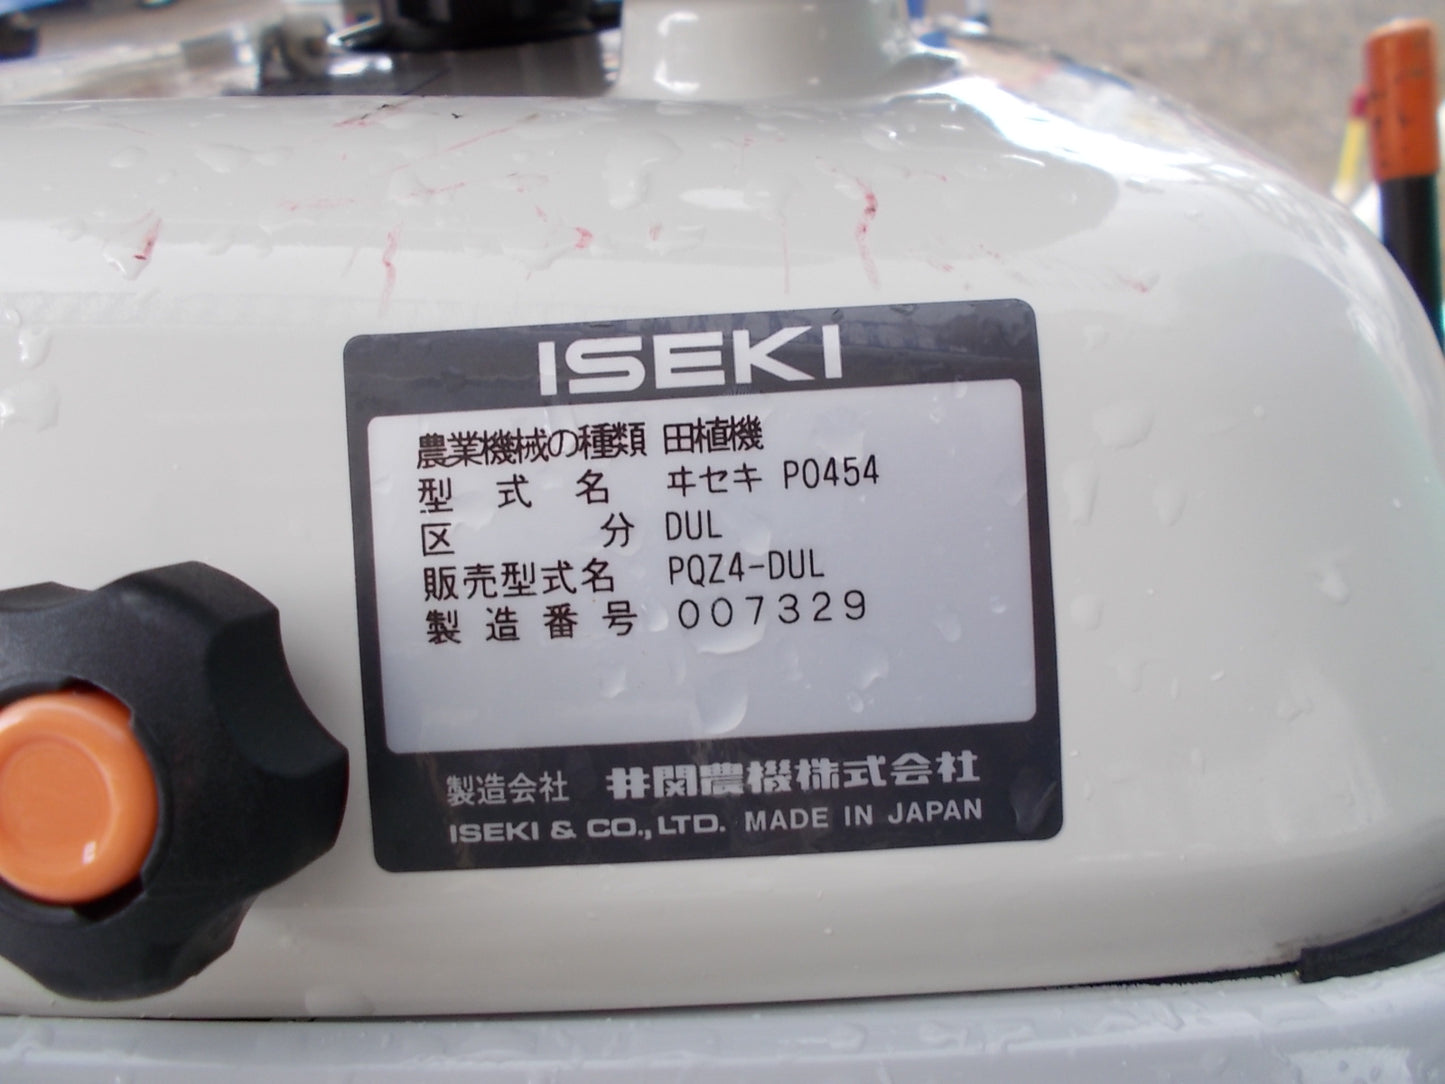 ISEKI
農業機械の種類 田植機
型式名 ヰセキ P0454
区分 DUL
販売型式名 PQZ4-DUL
製造番号 007329
製造会社 井関農機株式会社
ISEKI & CO.,LTD. MADE IN JAPAN